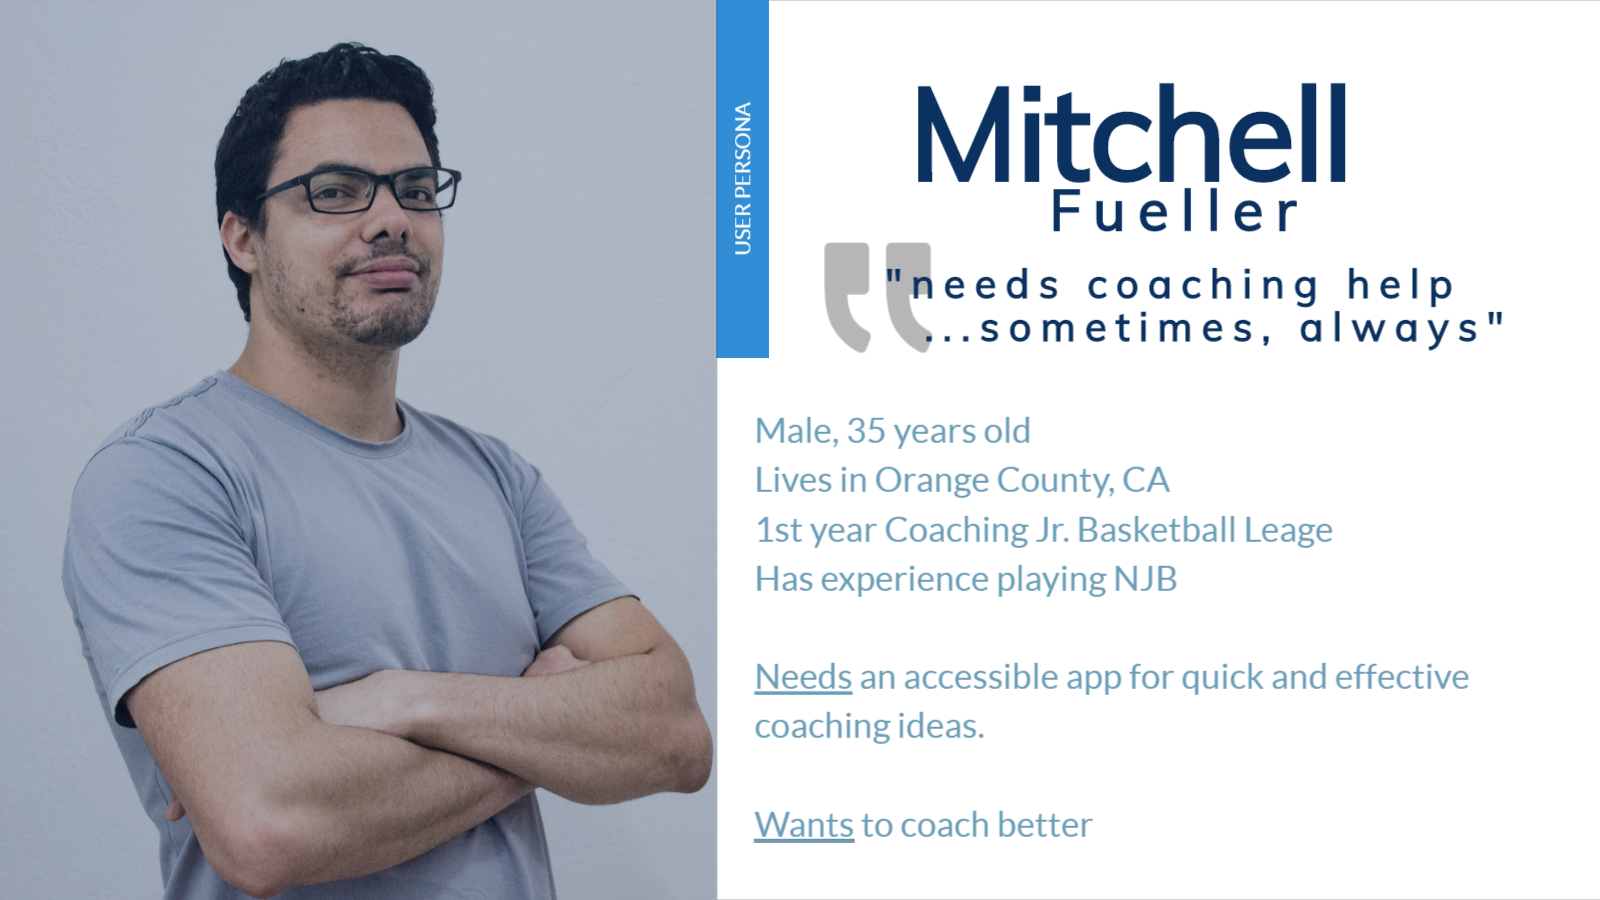 USER PERSONA
Mitchell
Fueller
"needs coaching help
...sometimes, always"
Male, 35 years old
Lives in Orange County, CA
1st year Coaching Jr. Basketball Leage
Has experience playing NJB
Needs an accessible app for quick and effective
coaching ideas.
Wants to coach better